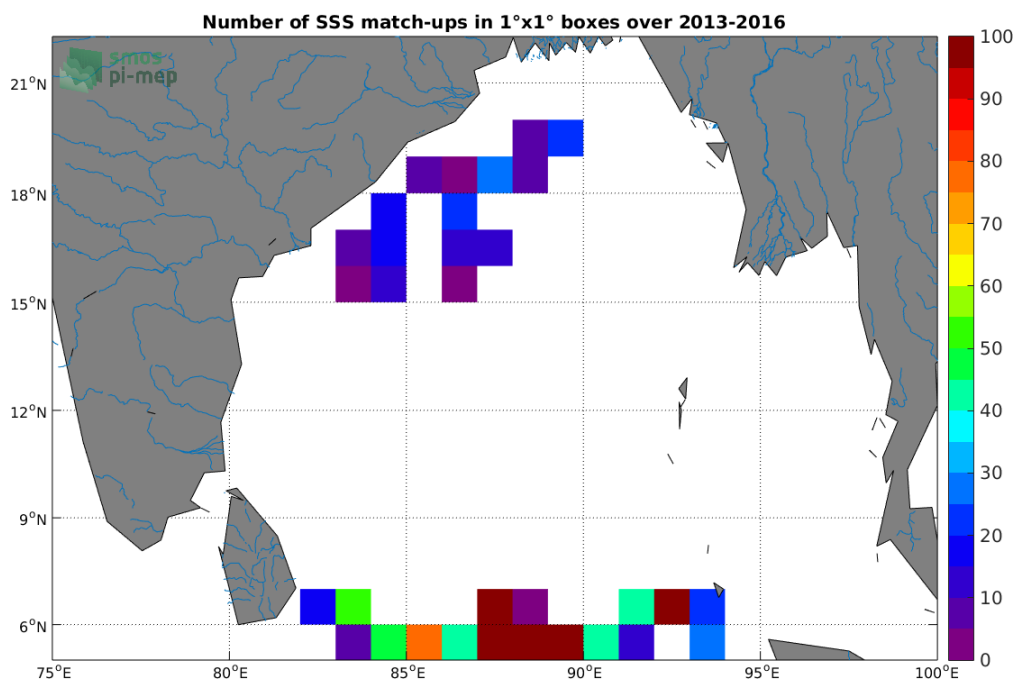 Number of SSS match-ups in 1°x1° boxes over 2013-2016
smos
pi-mep
21°N
18°N
15°N
12°N
9°N
6°N
75°E 80°E 85°E 90°E 95°E 100°E
100
90
80
70
60
50
40
30
20
10
0